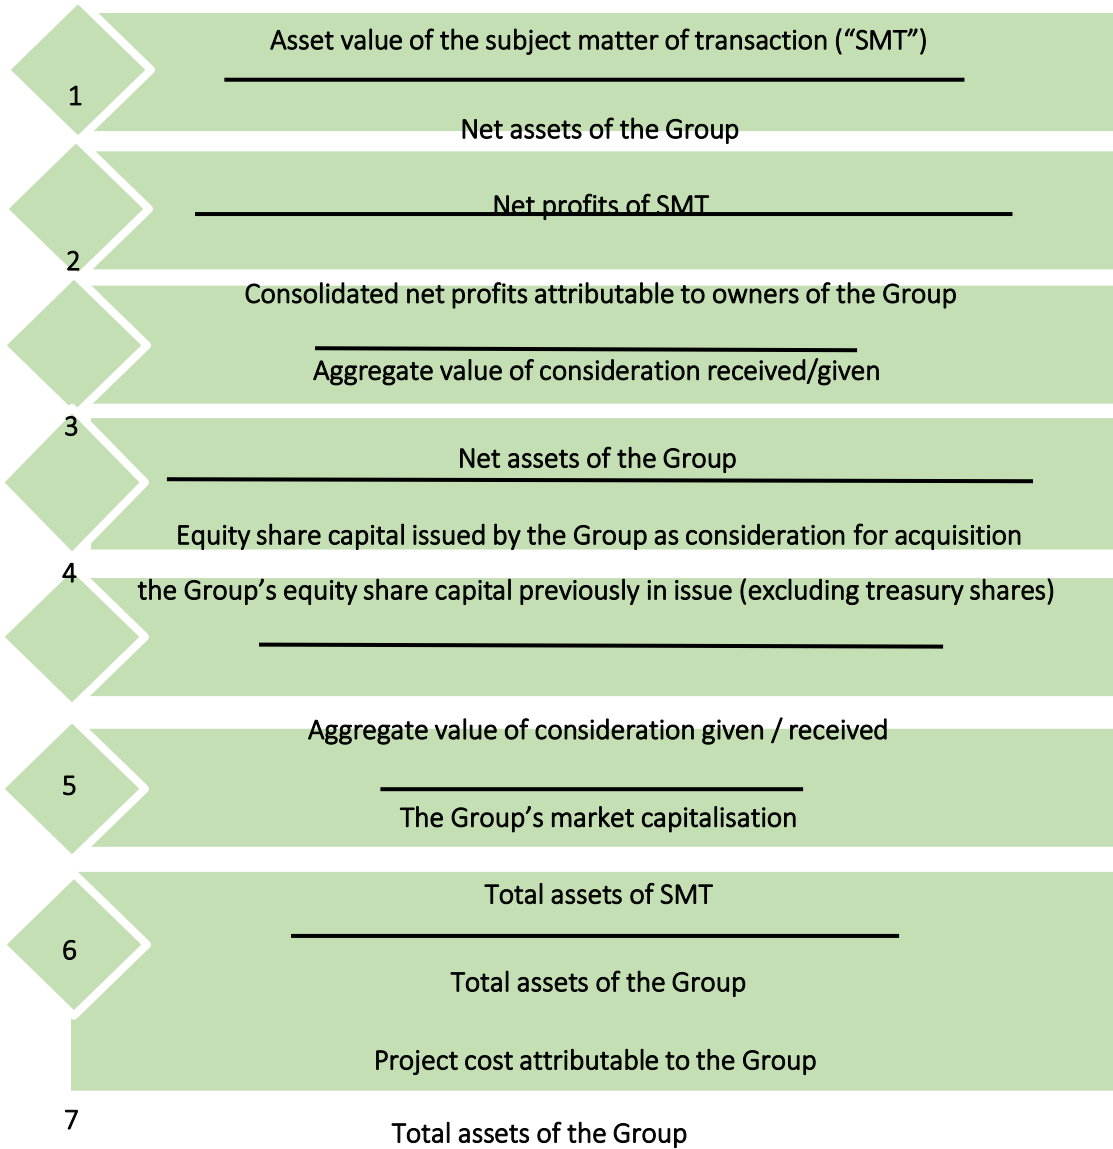 Asset value of the subject matter of transaction (“SMT”)
1
Net assets of the Group
Net profits of SMT
2
Consolidated net profits attributable to owners of the Group
Aggregate value of consideration received/given
3
Net assets of the Group
Equity share capital issued by the Group as consideration for acquisition
4
the Group’s equity share capital previously in issue (excluding treasury shares)
Aggregate value of consideration given / received
5
The Group’s market capitalisation
Total assets of SMT
6
Total assets of the Group
Project cost attributable to the Group
7
Total assets of the Group